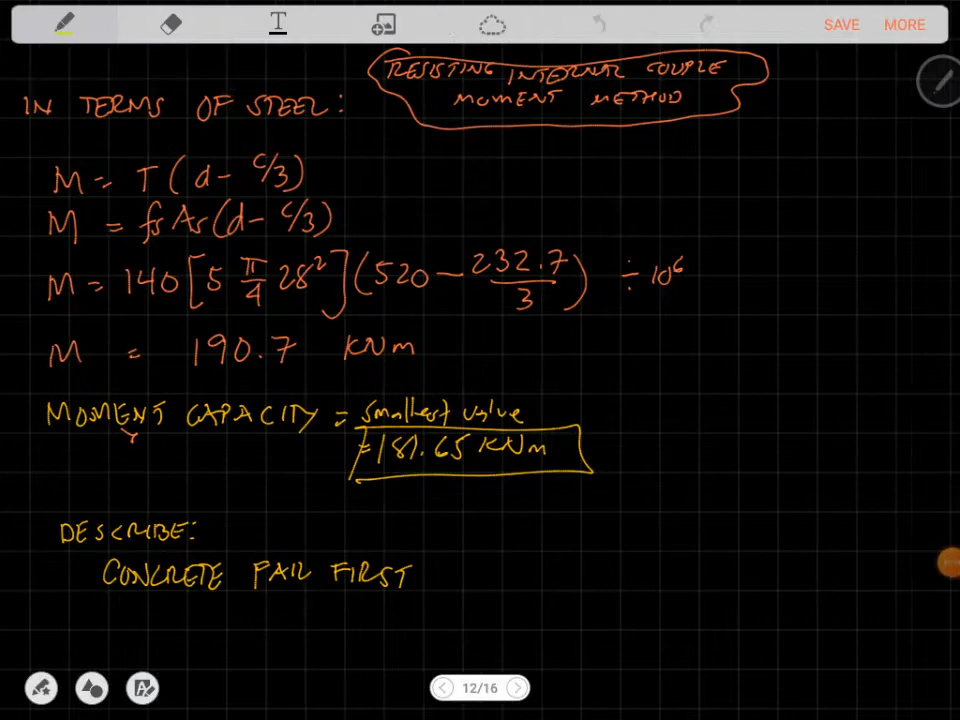 SAVE MORE
RESISTING INTERNAL COUPLE
MOMENT METHOD
IN TERMS OF STEEL:
M = T(d - c/3)
M = fs As(d - c/3)
M = 140[5 π/4 28²](520 - 232.7/3) ÷ 10⁶
M = 190.7 KNm
MOMENT CAPACITY = smallest value
= 181.65 KNm
DESCRIBE:
CONCRETE FAIL FIRST
12/16